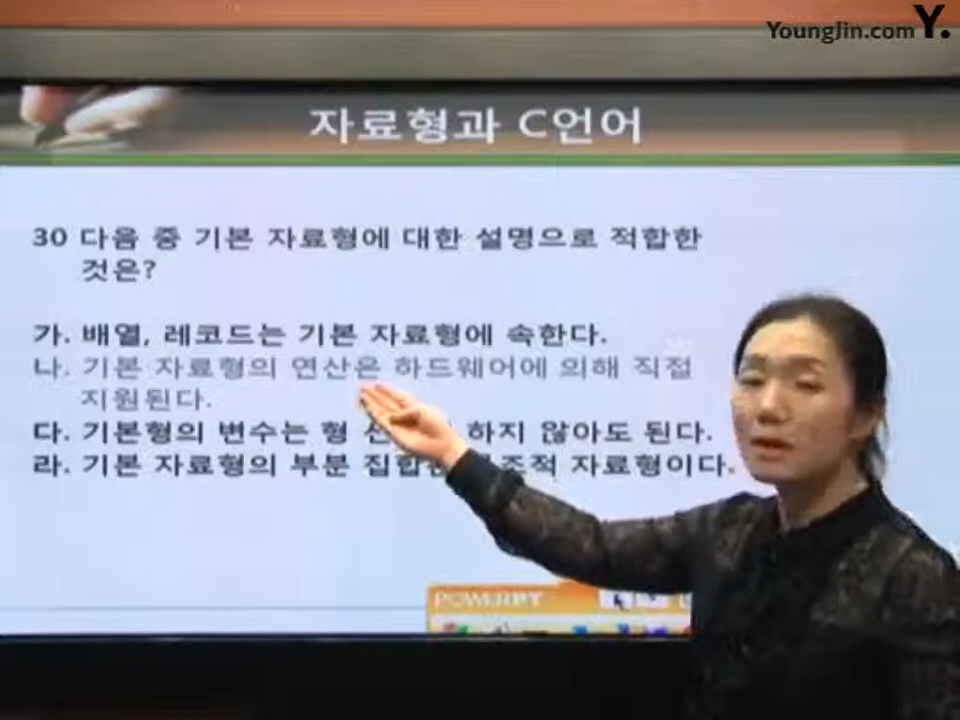 YoungJin.com Y.
자료형과 C언어
30 다음 중 기본 자료형에 대한 설명으로 적합한
것은?
가. 배열, 레코드는 기본 자료형에 속한다.
나. 기본 자료형의 연산은 하드웨어에 의해 직접
지원된다.
다. 기본형의 변수는 형 하지 않아도 된다.
라. 기본 자료형의 부분 자료형이다.
POWERPT